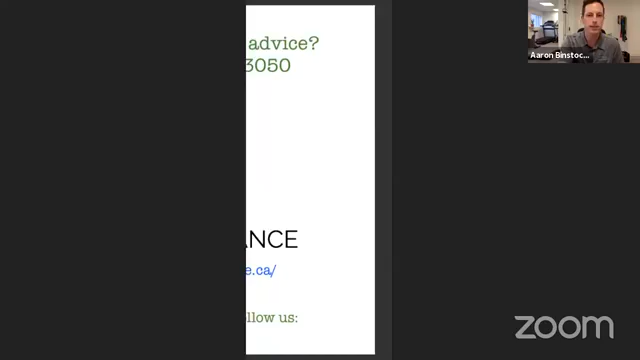 advice?
3050
ANCE
e.ca/
llow us:
Aaron Binstoc...
zoom